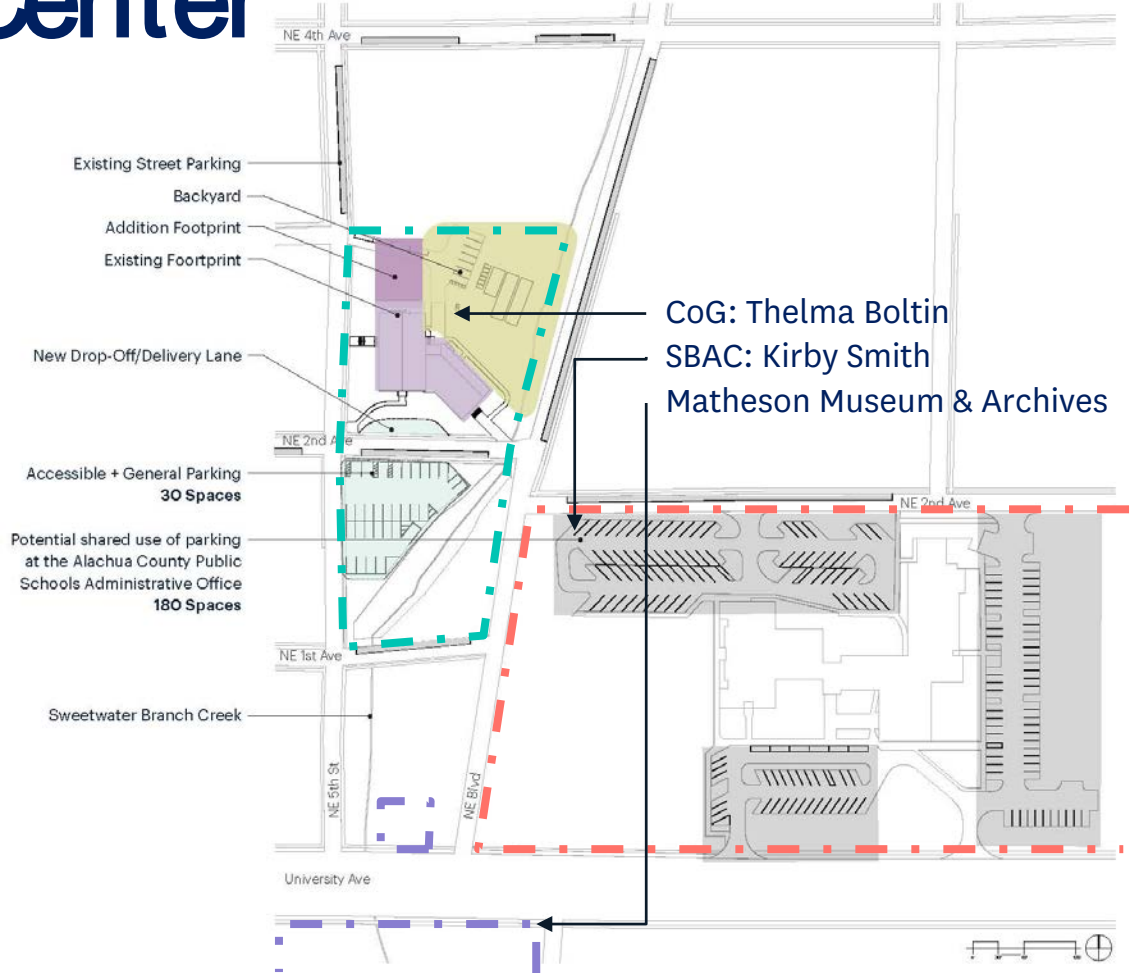 Center
NE 4th Ave
Existing Street Parking
Backyard
Addition Footprint
Existing Foortprint
New Drop-Off/Delivery Lane
NE 2nd Ave
Accessible + General Parking
30 Spaces
Potential shared use of parking
at the Alachua County Public
Schools Administrative Office
180 Spaces
NE 1st Ave
Sweetwater Branch Creek
NE 5th St
NE Blvd
University Ave
CoG: Thelma Boltin
SBAC: Kirby Smith
Matheson Museum & Archives
NE 2nd Ave